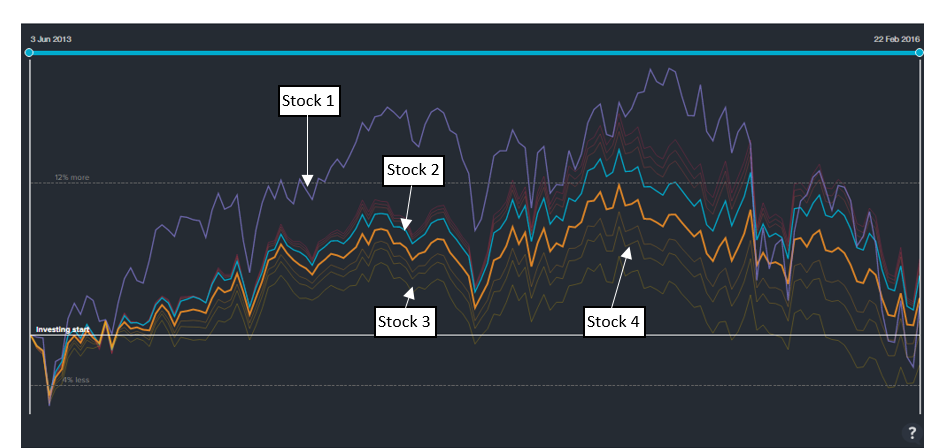 3 Jun 2013
22 Feb 2016
Stock 1
Stock 2
12% more
Stock 3
Stock 4
Investing start
4% less
?